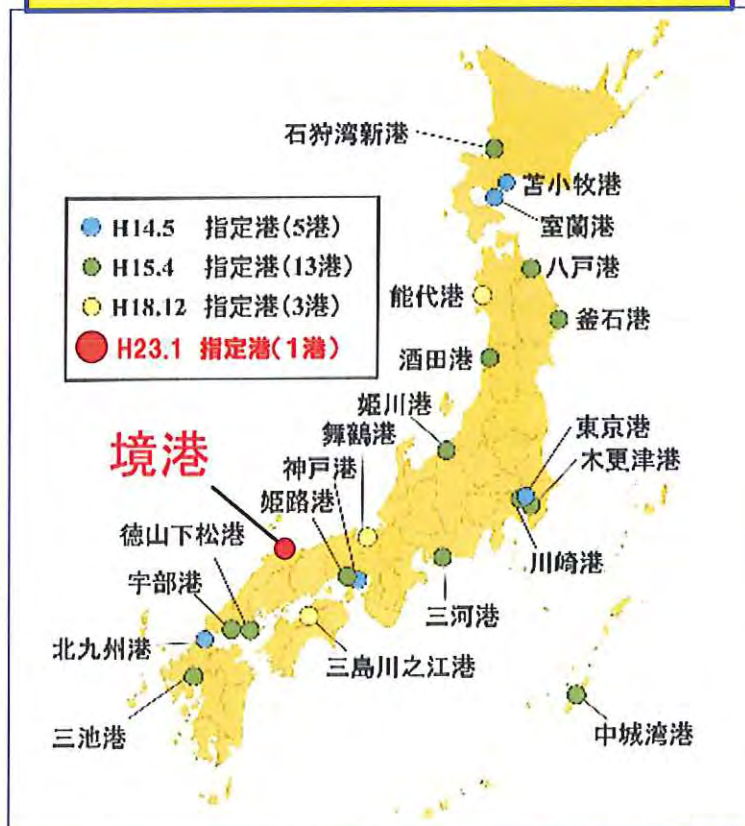 石狩湾新港
苫小牧港
室蘭港
H14.5 指定港(5港)
H15.4 指定港(13港)
H18.12 指定港(3港)
H23.1 指定港(1港)
八戸港
能代港
釜石港
酒田港
姫川港
舞鶴港
東京港
木更津港
神戸港
境港
姫路港
川崎港
徳山下松港
三河港
宇部港
北九州港
三島川之江港
三池港
中城湾港